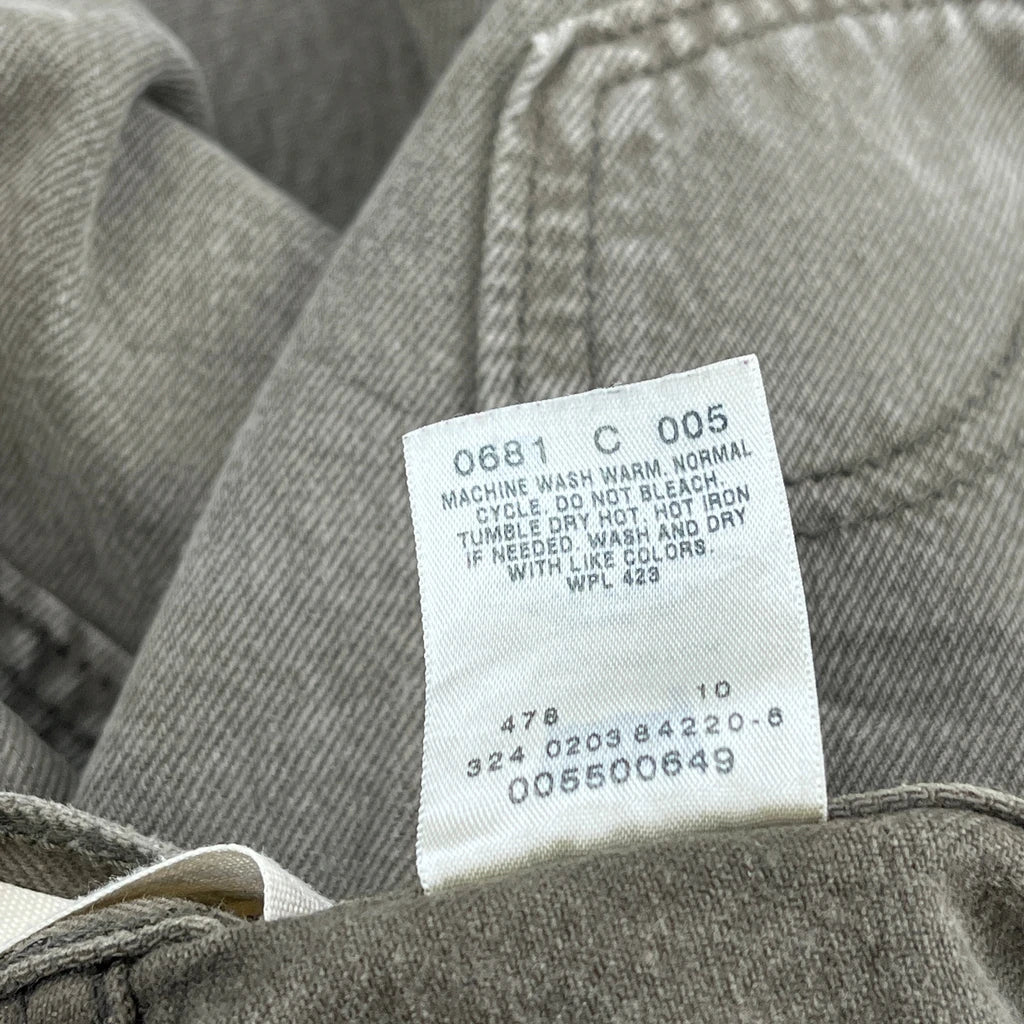 0681 C 005
MACHINE WASH WARM. NORMAL
CYCLE. DO NOT BLEACH.
TUMBLE DRY HOT. HOT IRON
IF NEEDED. WASH AND DRY
WITH LIKE COLORS.
WPL 423
478 10
324 0203 84220-6
005500649